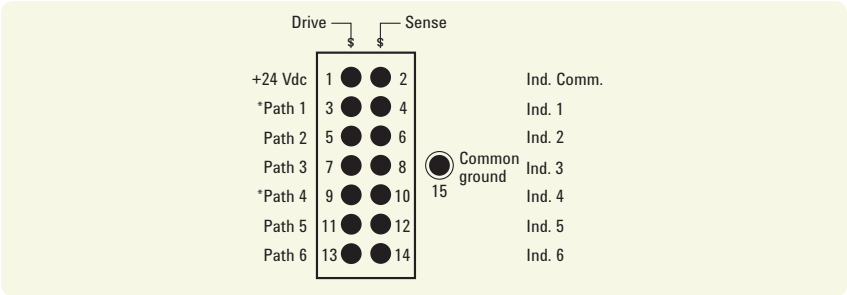 Drive Sense
$ $
+24 Vdc 1 2 Ind. Comm.
*Path 1 3 4 Ind. 1
Path 2 5 6 Ind. 2
Path 3 7 8 Common ground Ind. 3
*Path 4 9 10 15 Ind. 4
Path 5 11 12 Ind. 5
Path 6 13 14 Ind. 6